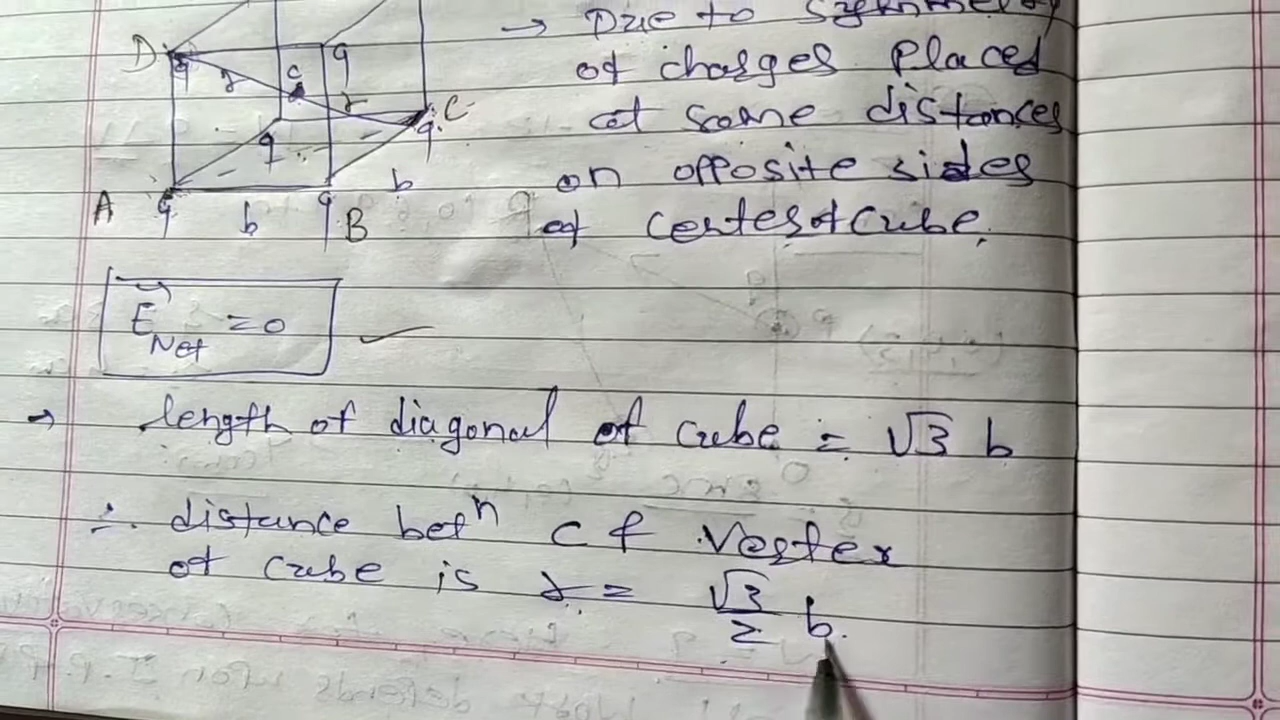 → Due to symmetry
of charges placed
at same distances
on opposite sides
of center of cube.
D q q
r c r
q C
q
A q b q B b
E⃗ Net = 0
→ length of diagonal of cube = √3 b
∴ distance betⁿ c & vertex
of cube is r = √3/2 b.